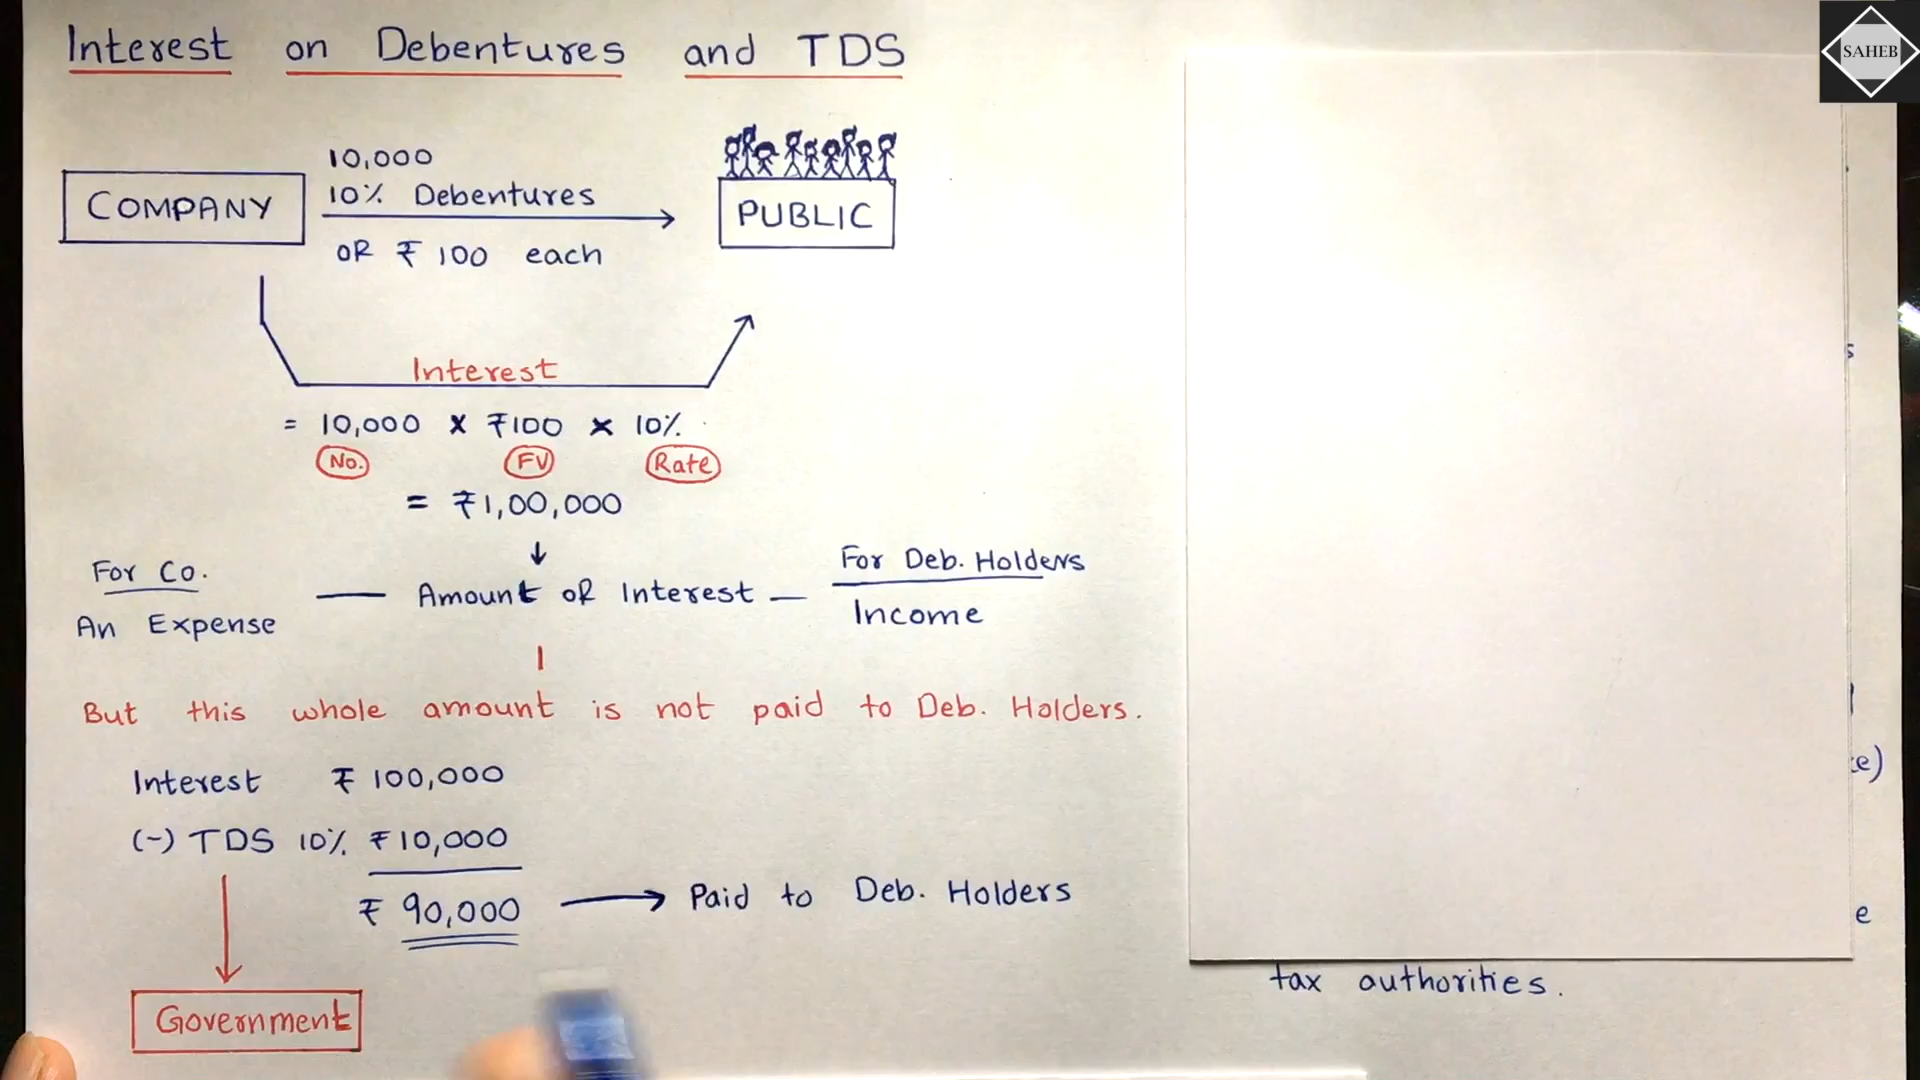 Interest on Debentures and TDS
SAHEB
10,000
10% Debentures
COMPANY
OR ₹ 100 each
PUBLIC
Interest
= 10,000 × ₹100 × 10%
No. FV Rate
= ₹1,00,000
For Co.
An Expense
Amount OR Interest
For Deb. Holders
Income
But this whole amount is not paid to Deb. Holders.
Interest ₹ 100,000
(-) TDS 10% ₹10,000
₹ 90,000
Paid to Deb. Holders
Government
tax authorities.